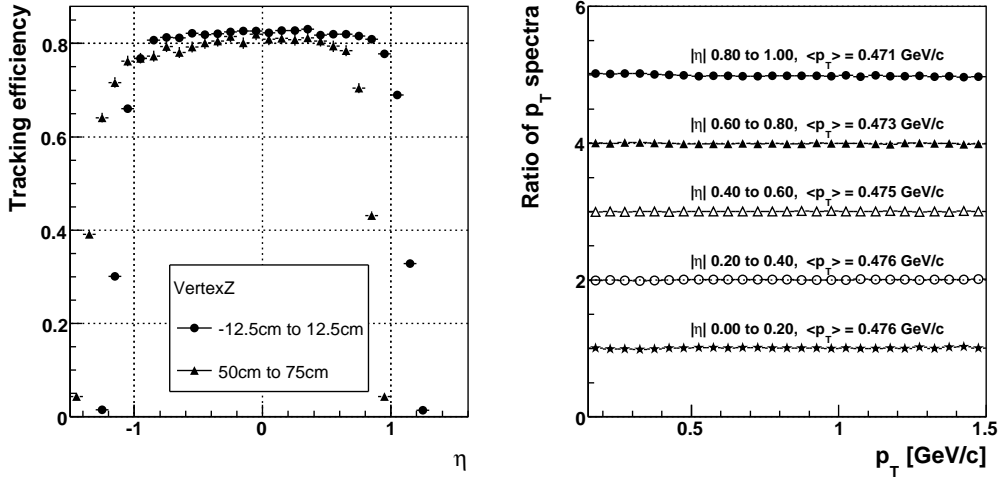 Tracking efficiency
0.8
0.6
0.4
0.2
0
VertexZ
-12.5cm to 12.5cm
50cm to 75cm
-1 0 1
η
Ratio of p_T spectra
6
4
2
0
|η| 0.80 to 1.00, <p_T> = 0.471 GeV/c
|η| 0.60 to 0.80, <p_T> = 0.473 GeV/c
|η| 0.40 to 0.60, <p_T> = 0.475 GeV/c
|η| 0.20 to 0.40, <p_T> = 0.476 GeV/c
|η| 0.00 to 0.20, <p_T> = 0.476 GeV/c
0.5 1 1.5
p_T [GeV/c]